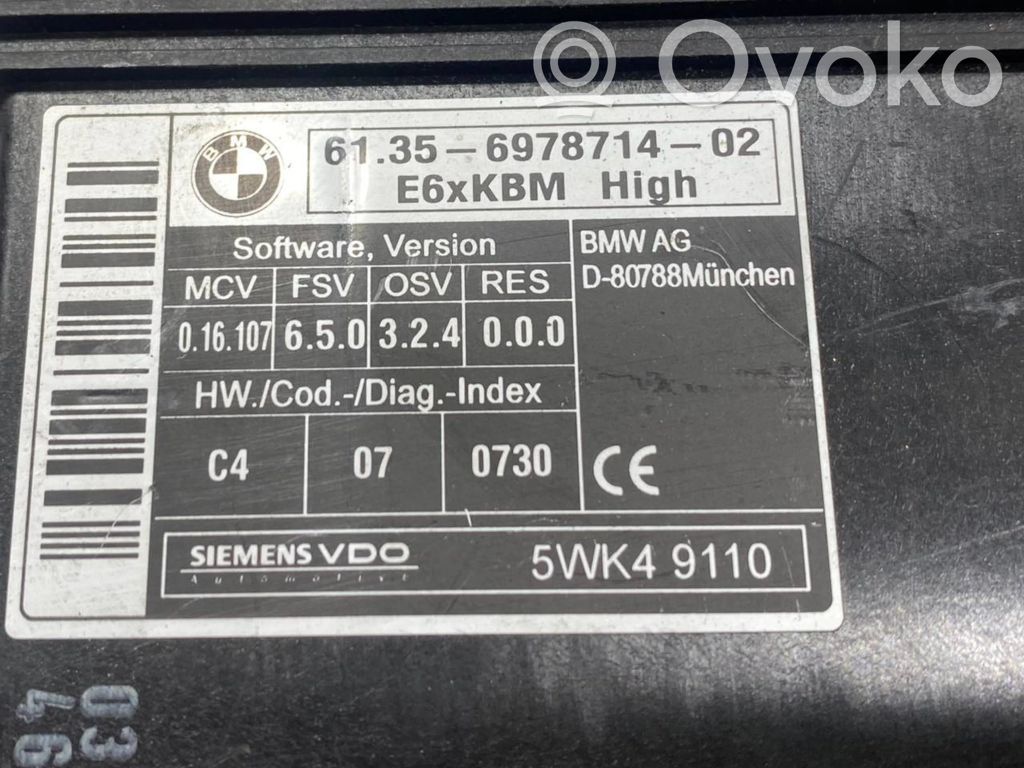 Ovoko
BMW
61.35-6978714-02
E6xKBM High
Software, Version
MCV FSV OSV RES
0.16.107 6.5.0 3.2.4 0.0.0
HW./Cod.-/Diag.-Index
C4 07 0730
BMW AG
D-80788München
CE
SIEMENS VDO
Automotive
5WK4 9110
03
46